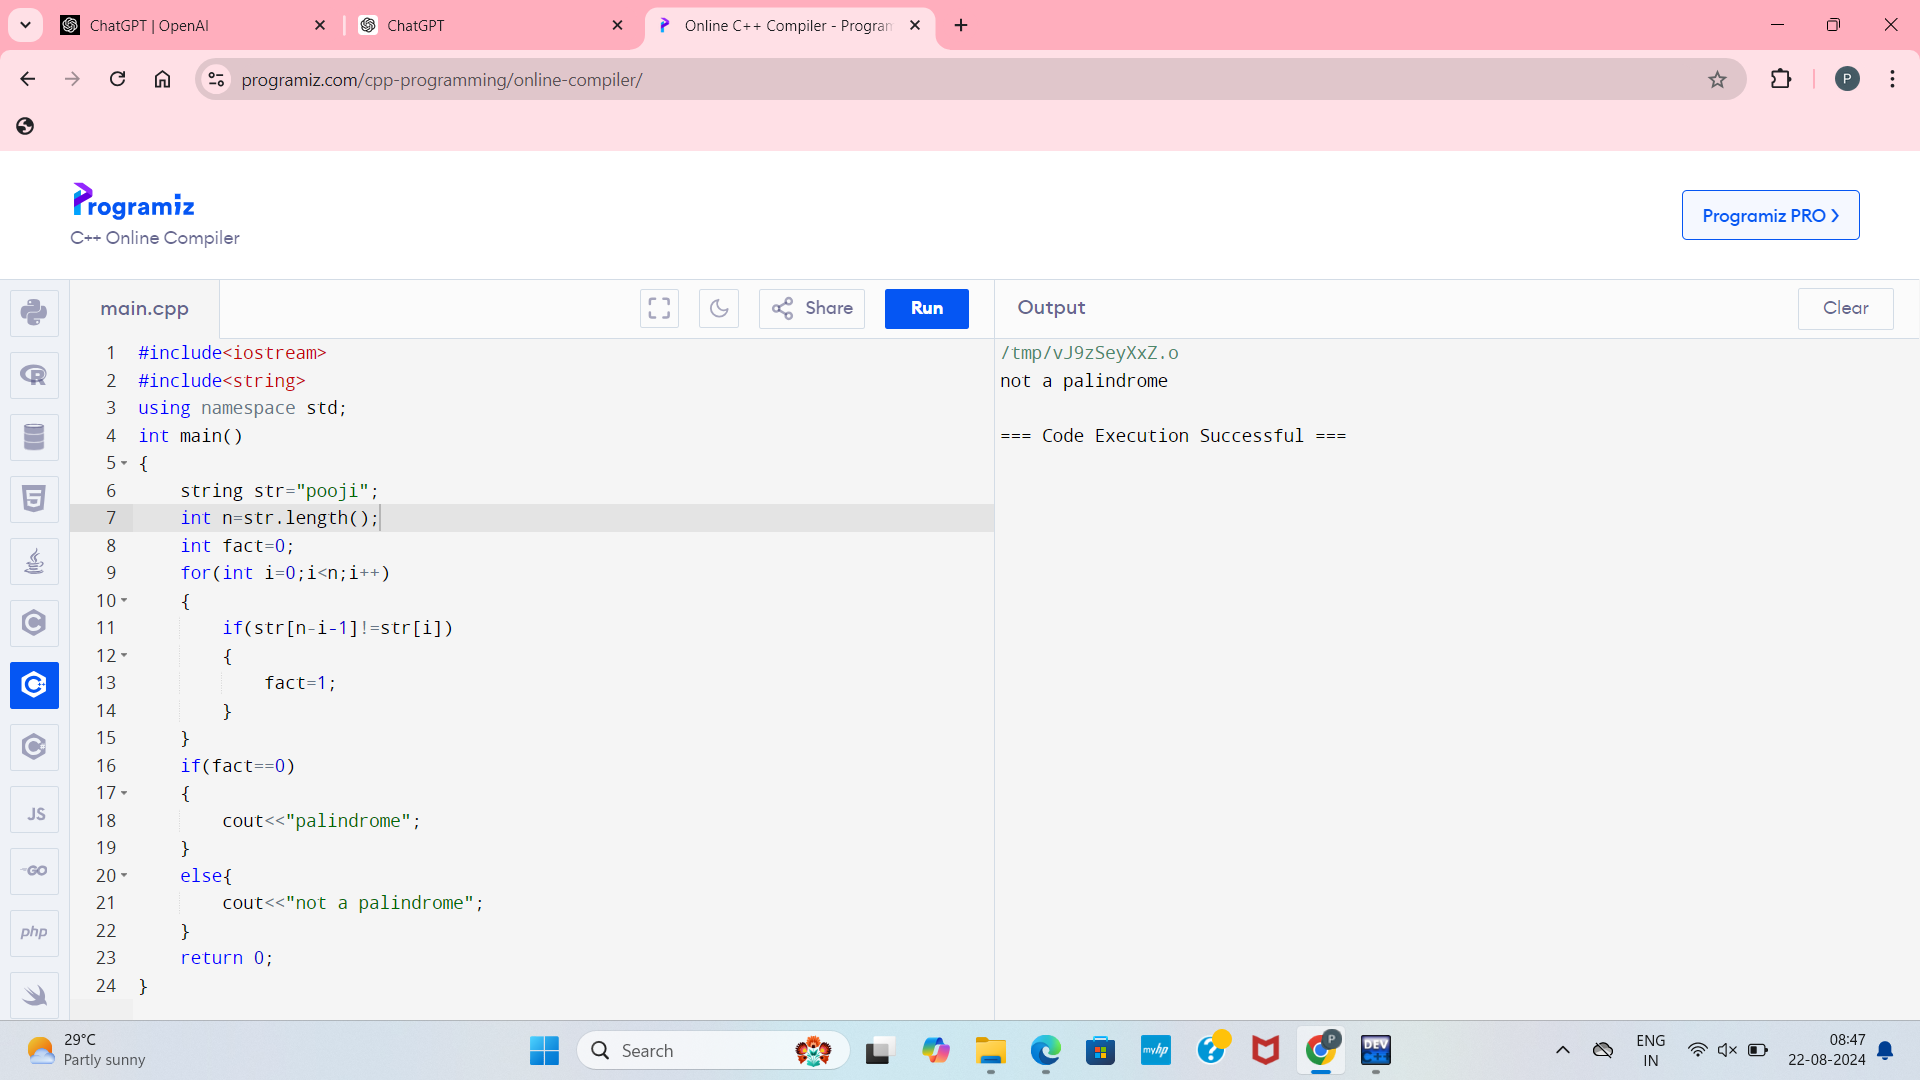 ChatGPT | OpenAI
ChatGPT
Online C++ Compiler - Program
programiz.com/cpp-programming/online-compiler/
P
Programiz
C++ Online Compiler
Programiz PRO
main.cpp
Share
Run
Output
Clear
1 #include<iostream>
2 #include<string>
3 using namespace std;
4 int main()
5 {
6 string str="pooji";
7 int n=str.length();
8 int fact=0;
9 for(int i=0;i<n;i++)
10 {
11 if(str[n-i-1]!=str[i])
12 {
13 fact=1;
14 }
15 }
16 if(fact==0)
17 {
18 cout<<"palindrome";
19 }
20 else{
21 cout<<"not a palindrome";
22 }
23 return 0;
24 }
/tmp/vJ9zSeyXxZ.o
not a palindrome
=== Code Execution Successful ===
R
5
C
C++
C#
JS
GO
php
29°C
Partly sunny
Search
myhp
P
DEV
C++
ENG
IN
08:47
22-08-2024